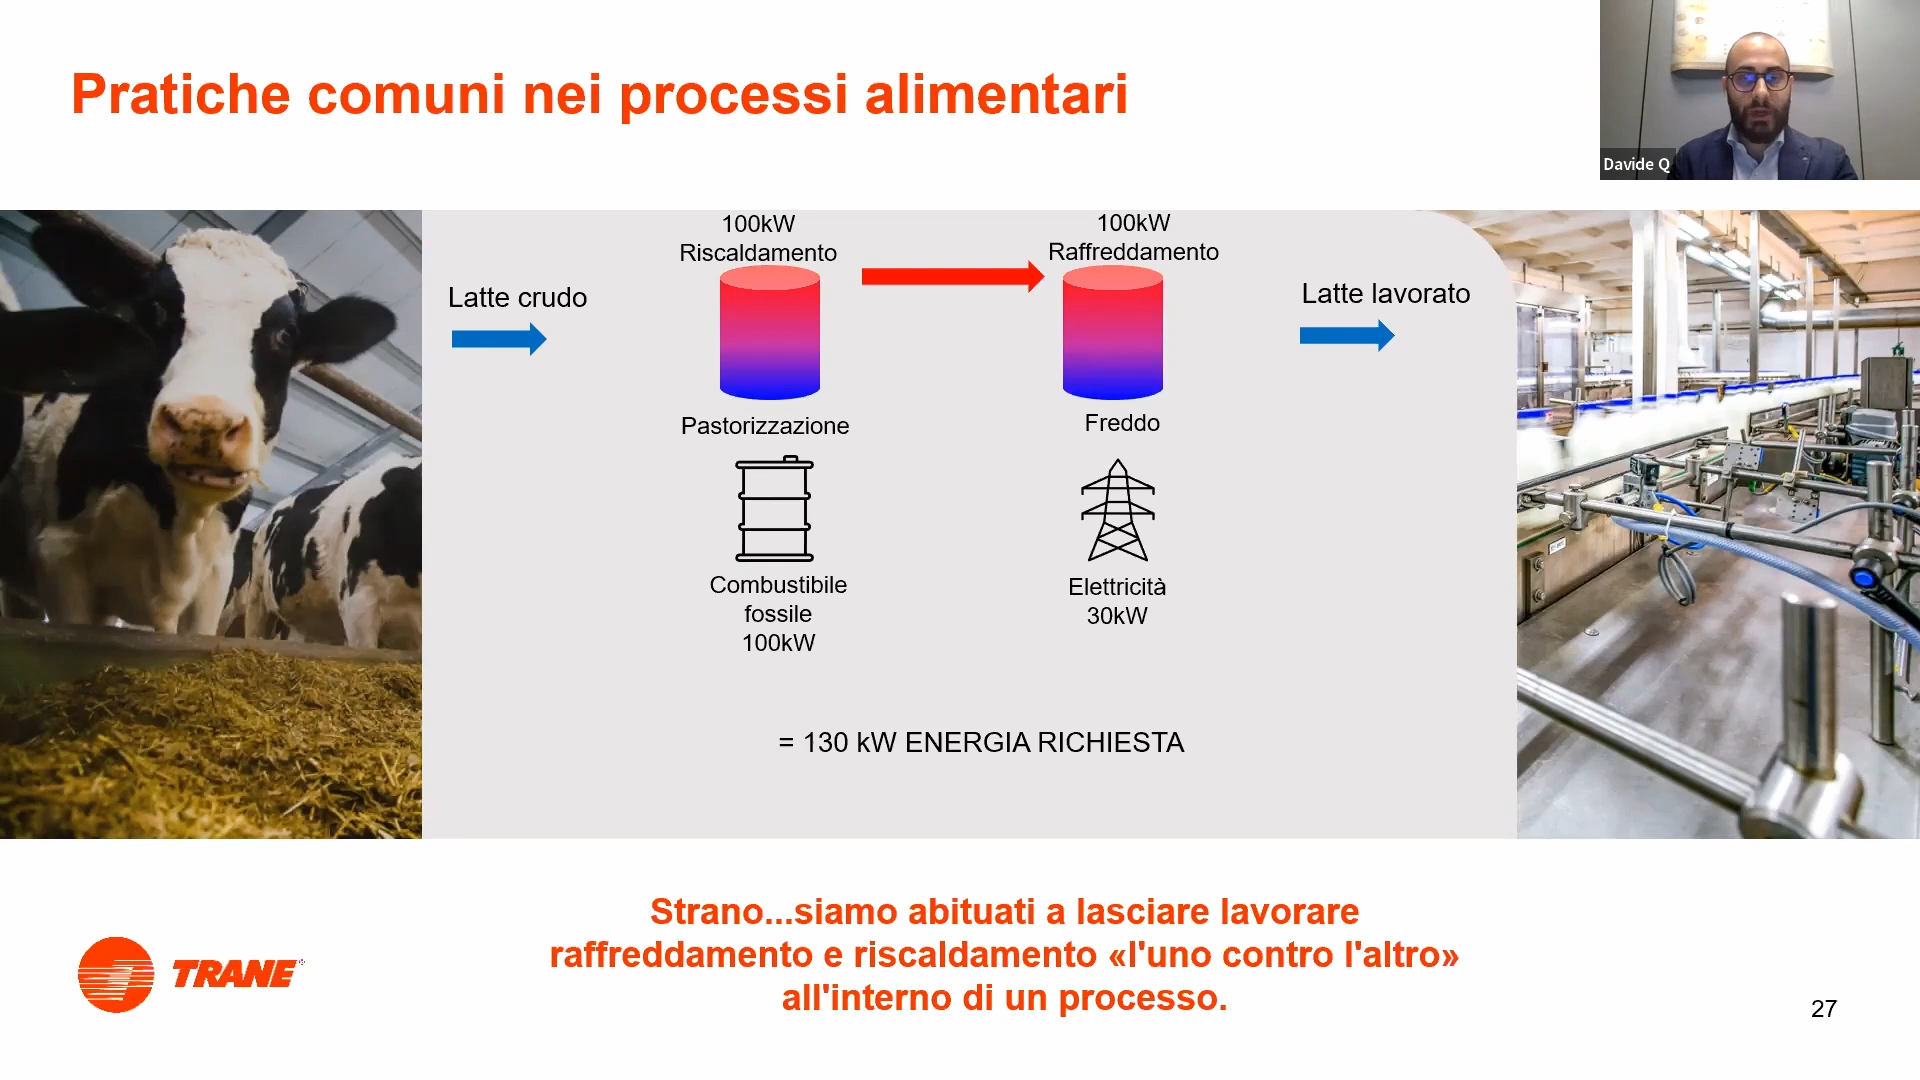 Pratiche comuni nei processi alimentari
Davide Q
100kW
Riscaldamento
100kW
Raffreddamento
Latte crudo
Latte lavorato
Pastorizzazione
Freddo
Combustibile
fossile
100kW
Elettricità
30kW
= 130 kW ENERGIA RICHIESTA
Strano...siamo abituati a lasciare lavorare
raffreddamento e riscaldamento «l'uno contro l'altro»
all'interno di un processo.
TRANE
27